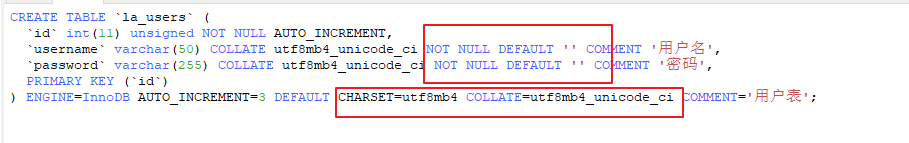 CREATE TABLE `la_users` (
  `id` int(11) unsigned NOT NULL AUTO_INCREMENT,
  `username` varchar(50) COLLATE utf8mb4_unicode_ci NOT NULL DEFAULT '' COMMENT '用户名',
  `password` varchar(255) COLLATE utf8mb4_unicode_ci NOT NULL DEFAULT '' COMMENT '密码',
  PRIMARY KEY (`id`)
) ENGINE=InnoDB AUTO_INCREMENT=3 DEFAULT CHARSET=utf8mb4 COLLATE=utf8mb4_unicode_ci COMMENT='用户表';